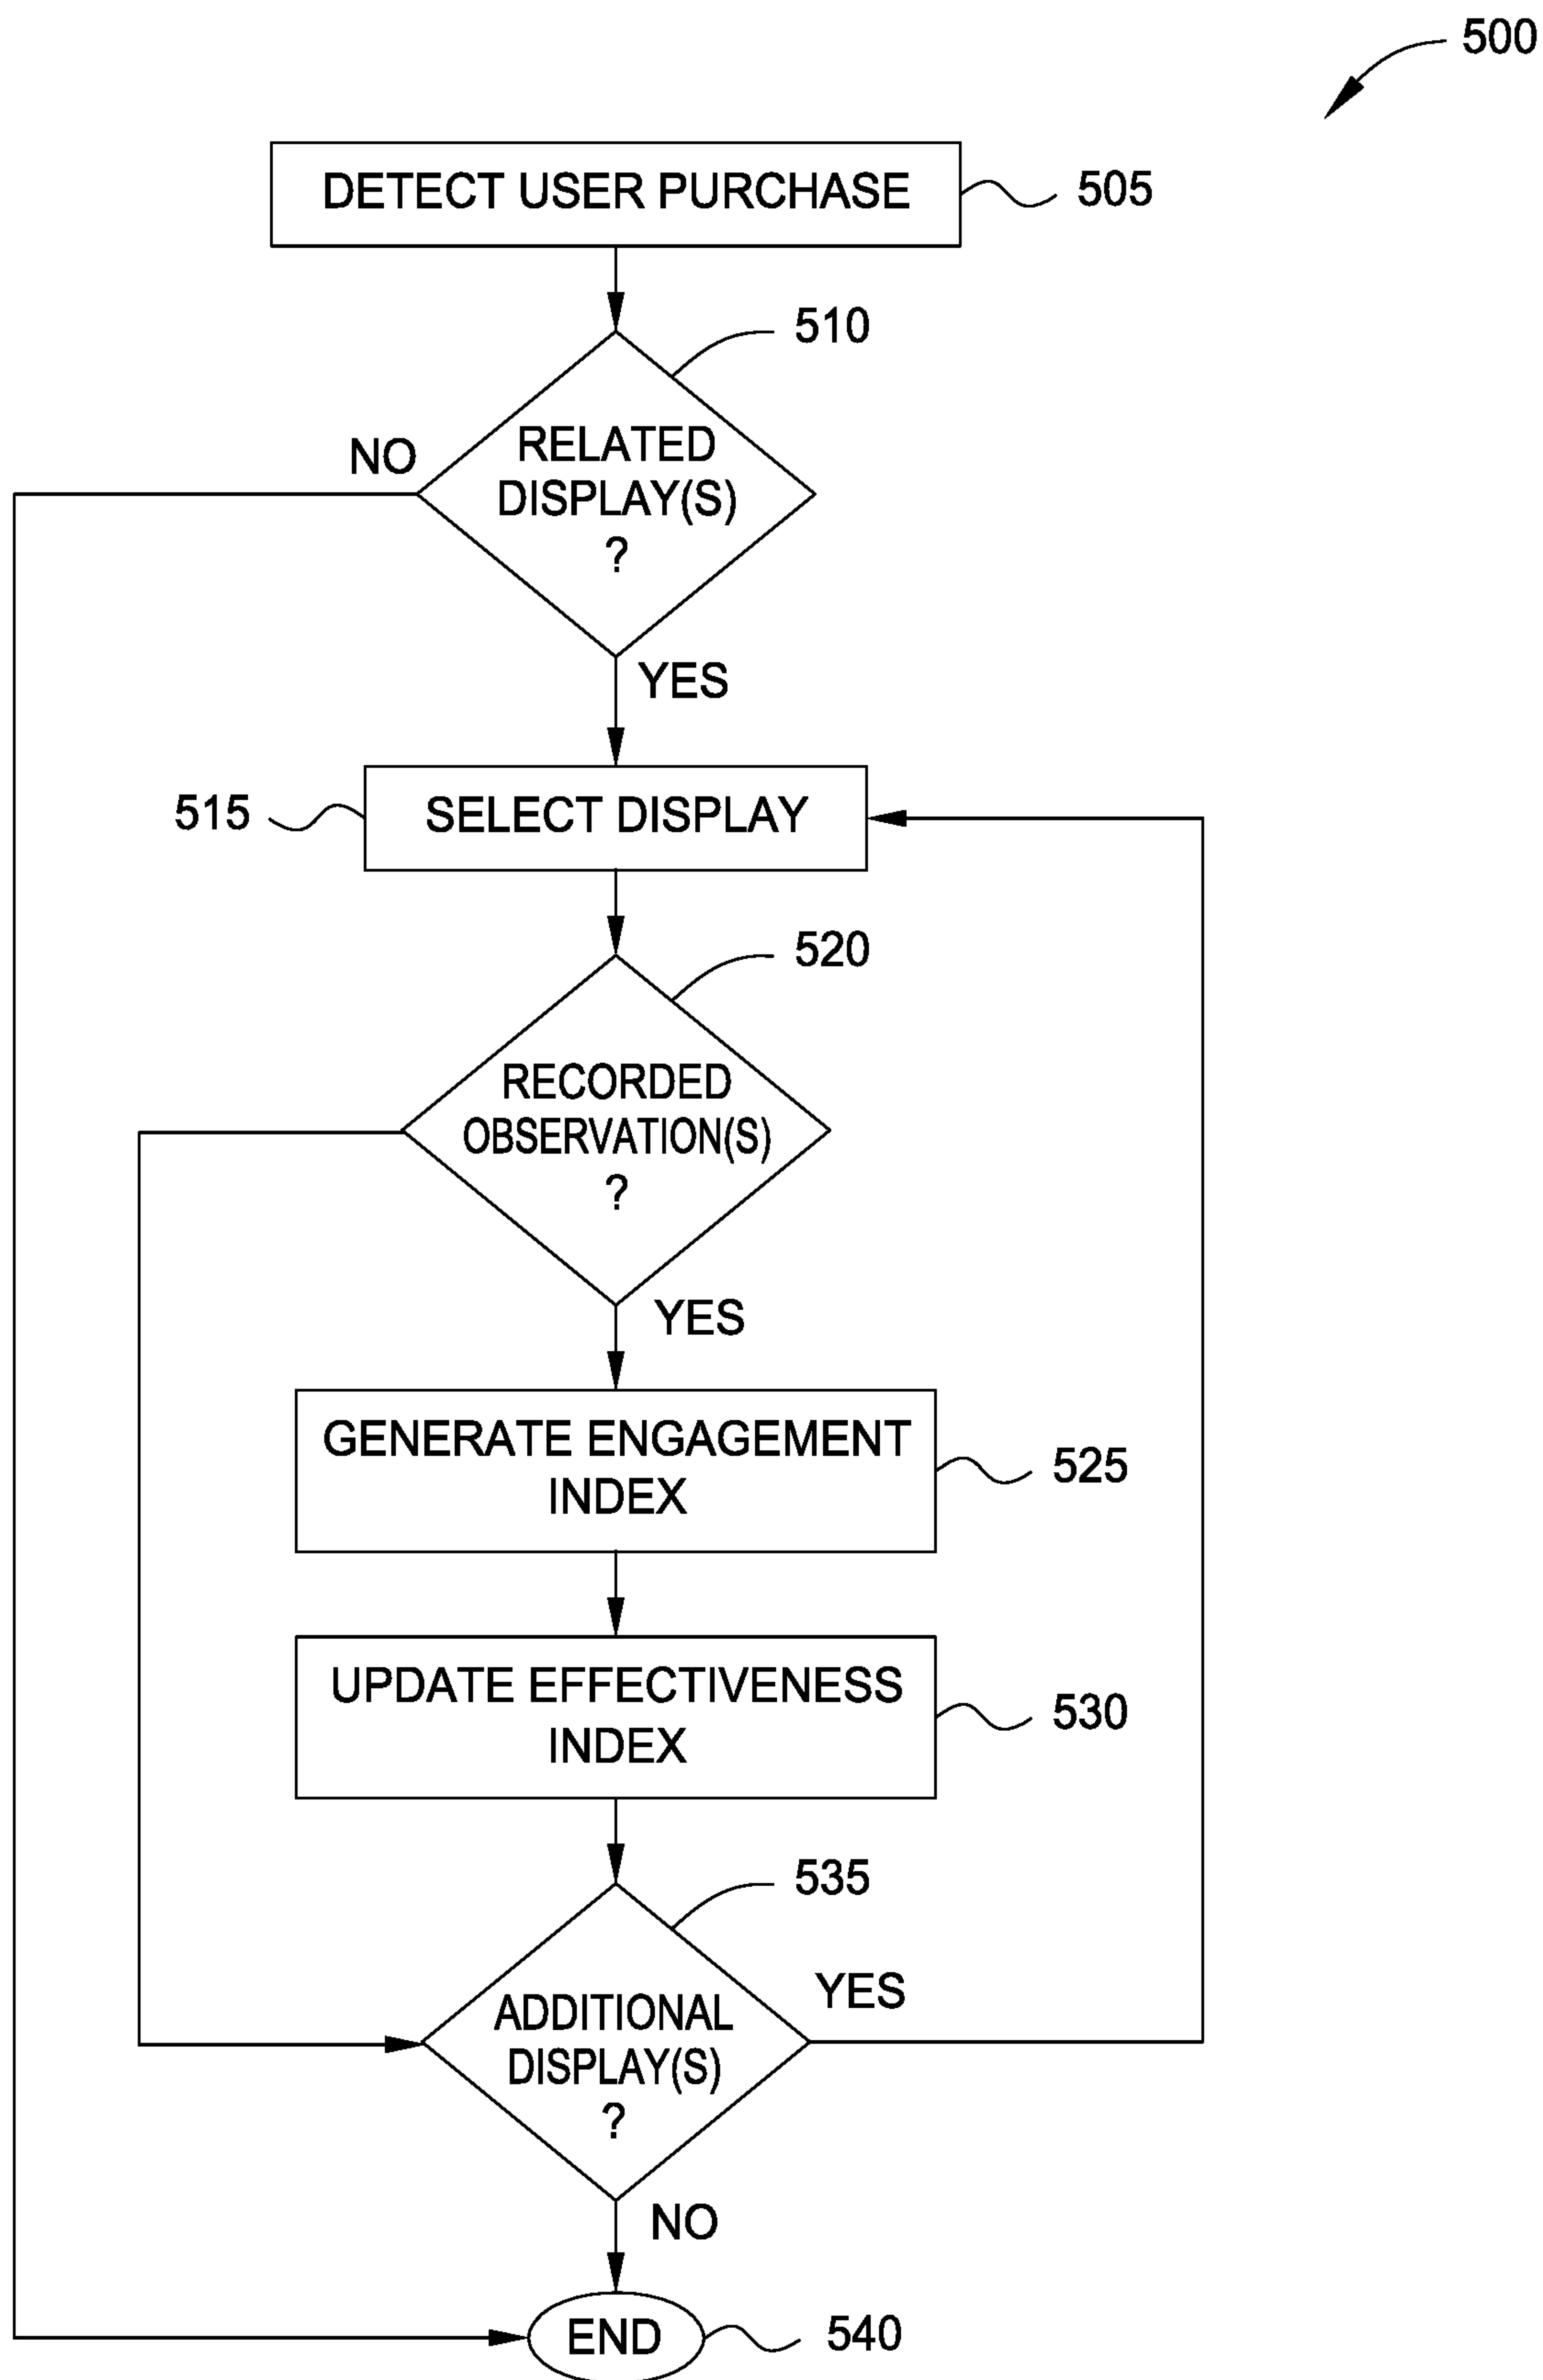 500
DETECT USER PURCHASE
505
510
RELATED
DISPLAY(S)
?
NO
YES
515
SELECT DISPLAY
520
RECORDED
OBSERVATION(S)
?
YES
GENERATE ENGAGEMENT
INDEX
525
UPDATE EFFECTIVENESS
INDEX
530
535
ADDITIONAL
DISPLAY(S)
?
YES
NO
END
540